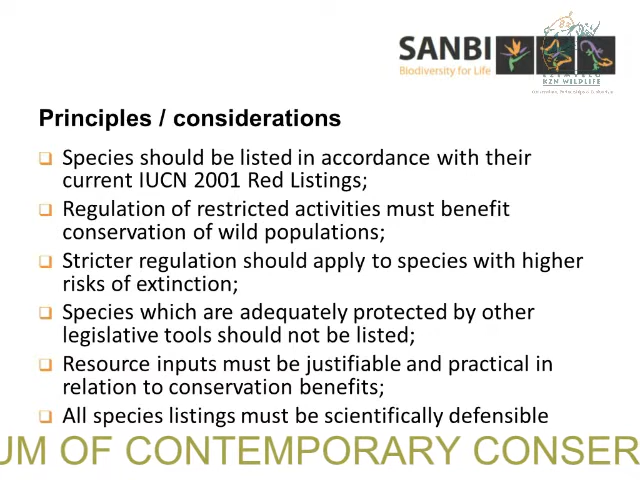 SANBI
Biodiversity for Life
KZN WILDLIFE
Principles / considerations
Species should be listed in accordance with their
current IUCN 2001 Red Listings;
Regulation of restricted activities must benefit
conservation of wild populations;
Stricter regulation should apply to species with higher
risks of extinction;
Species which are adequately protected by other
legislative tools should not be listed;
Resource inputs must be justifiable and practical in
relation to conservation benefits;
All species listings must be scientifically defensible
UM OF CONTEMPORARY CONSER